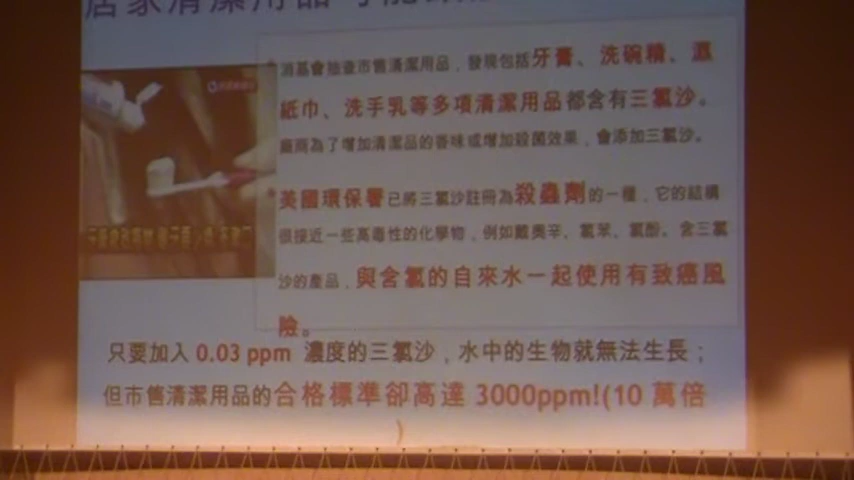 居家清潔用品
消基會抽查市售清潔用品，發現包括牙膏、洗碗精、濕
紙巾、洗手乳等多項清潔用品都含有三氯沙。
廠商為了增加清潔品的香味或增加殺菌效果，會添加三氯沙。
美國環保署已將三氯沙註冊為殺蟲劑的一種，它的結構
很接近一些高毒性的化學物，例如戴奧辛、氯苯、氯酚。含三氯
沙的產品，與含氯的自來水一起使用有致癌風
險。
只要加入 0.03 ppm 濃度的三氯沙，水中的生物就無法生長；
但市售清潔用品的合格標準卻高達 3000ppm!(10 萬倍
)